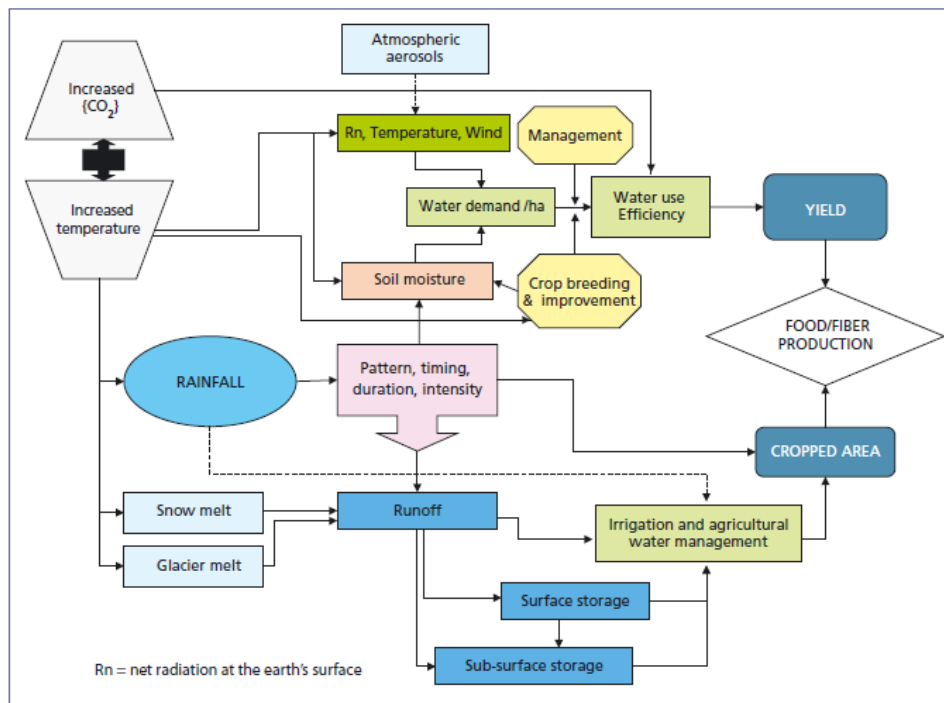 Atmospheric
aerosols
Increased
{CO₂}
Rn, Temperature, Wind
Management
Increased
temperature
Water demand /ha
Water use
Efficiency
YIELD
Soil moisture
Crop breeding
& improvement
FOOD/FIBER
PRODUCTION
RAINFALL
Pattern, timing,
duration, intensity
CROPPED AREA
Snow melt
Runoff
Irrigation and agricultural
water management
Glacier melt
Surface storage
Sub-surface storage
Rn = net radiation at the earth's surface